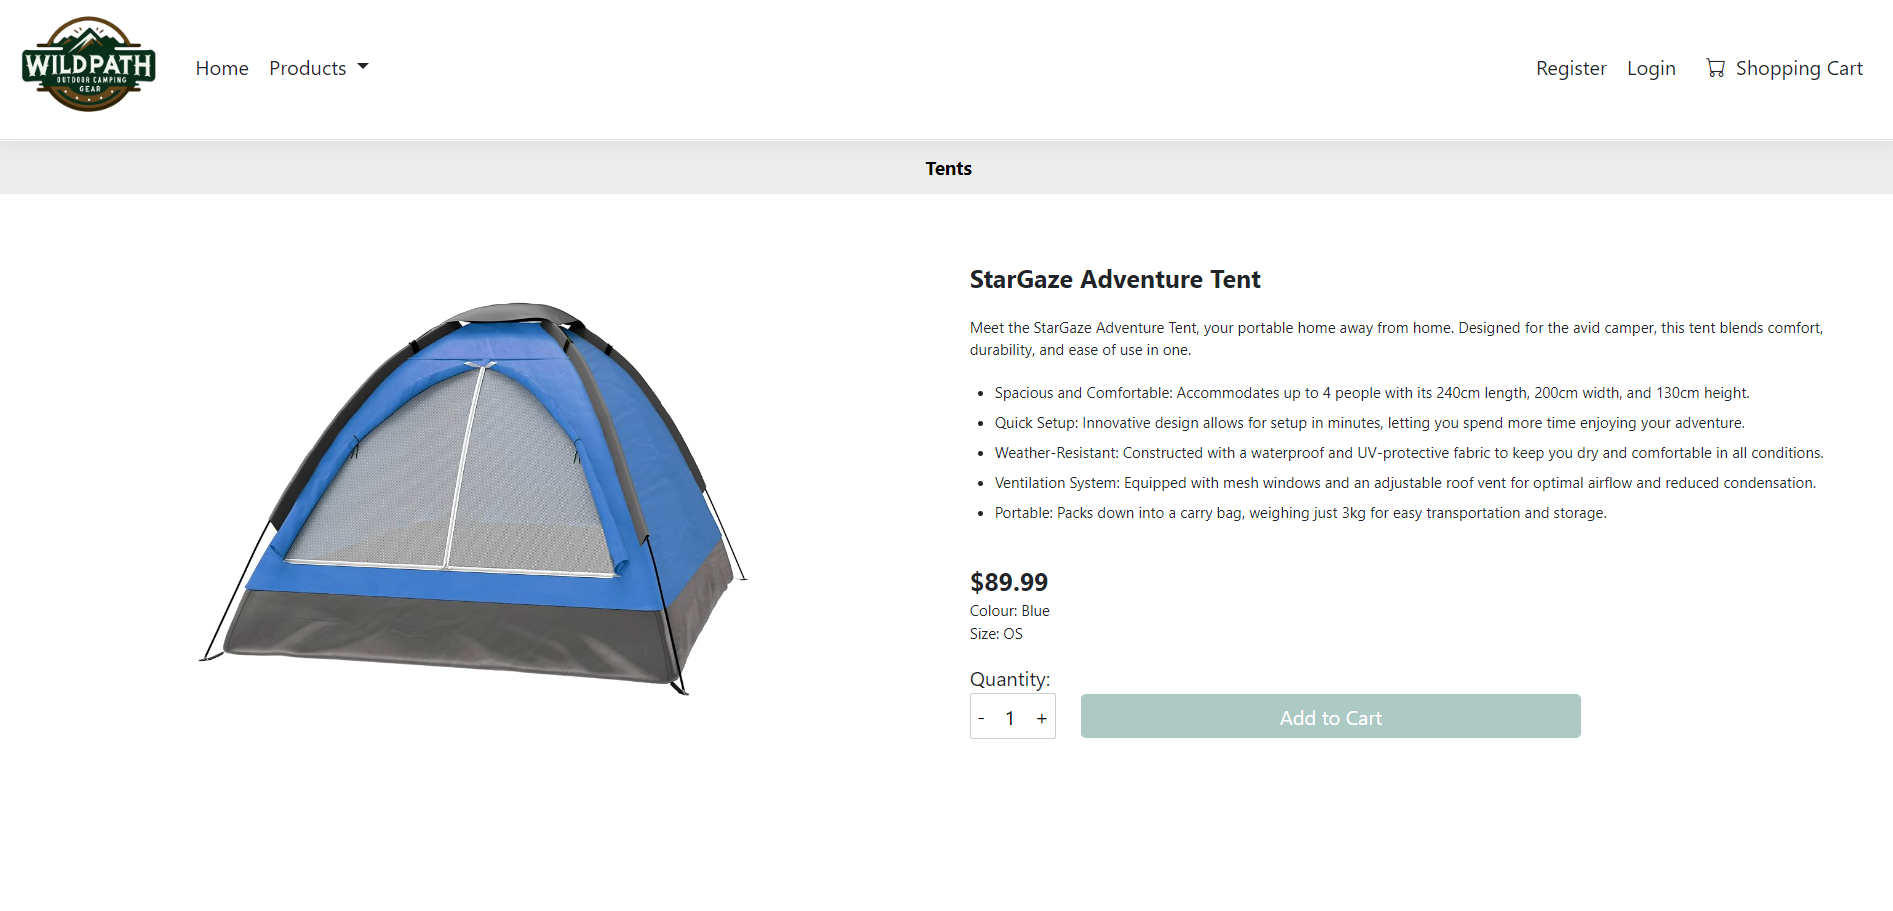 WILDPATH
OUTDOOR CAMPING
GEAR
Home
Products
Register
Login
Shopping Cart
Tents
StarGaze Adventure Tent
Meet the StarGaze Adventure Tent, your portable home away from home. Designed for the avid camper, this tent blends comfort,
durability, and ease of use in one.
• Spacious and Comfortable: Accommodates up to 4 people with its 240cm length, 200cm width, and 130cm height.
• Quick Setup: Innovative design allows for setup in minutes, letting you spend more time enjoying your adventure.
• Weather-Resistant: Constructed with a waterproof and UV-protective fabric to keep you dry and comfortable in all conditions.
• Ventilation System: Equipped with mesh windows and an adjustable roof vent for optimal airflow and reduced condensation.
• Portable: Packs down into a carry bag, weighing just 3kg for easy transportation and storage.
$89.99
Colour: Blue
Size: OS
Quantity:
- 1 +
Add to Cart